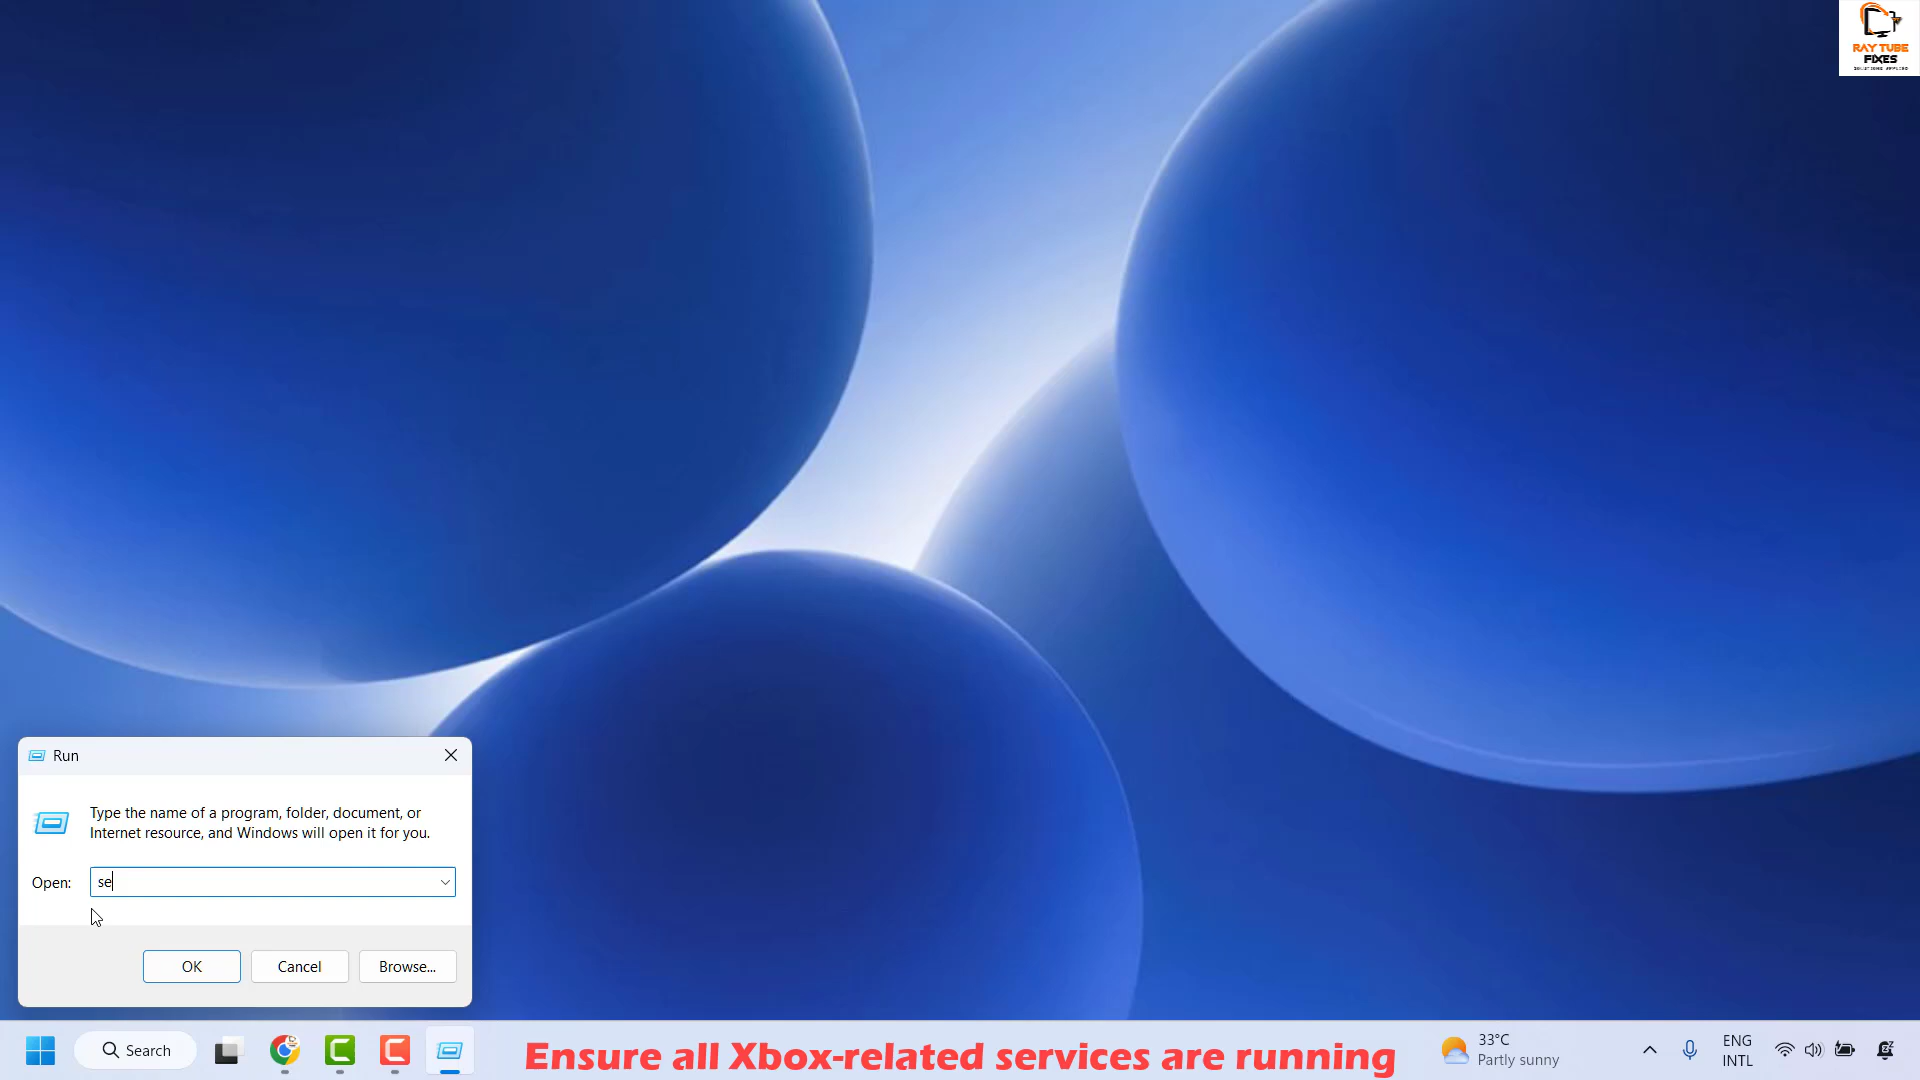 RAY TUBE
FIXES
Run
Type the name of a program, folder, document, or
Internet resource, and Windows will open it for you.
Open:
se
OK
Cancel
Browse...
Search
Ensure all Xbox-related services are running
33°C
Partly sunny
ENG
INTL